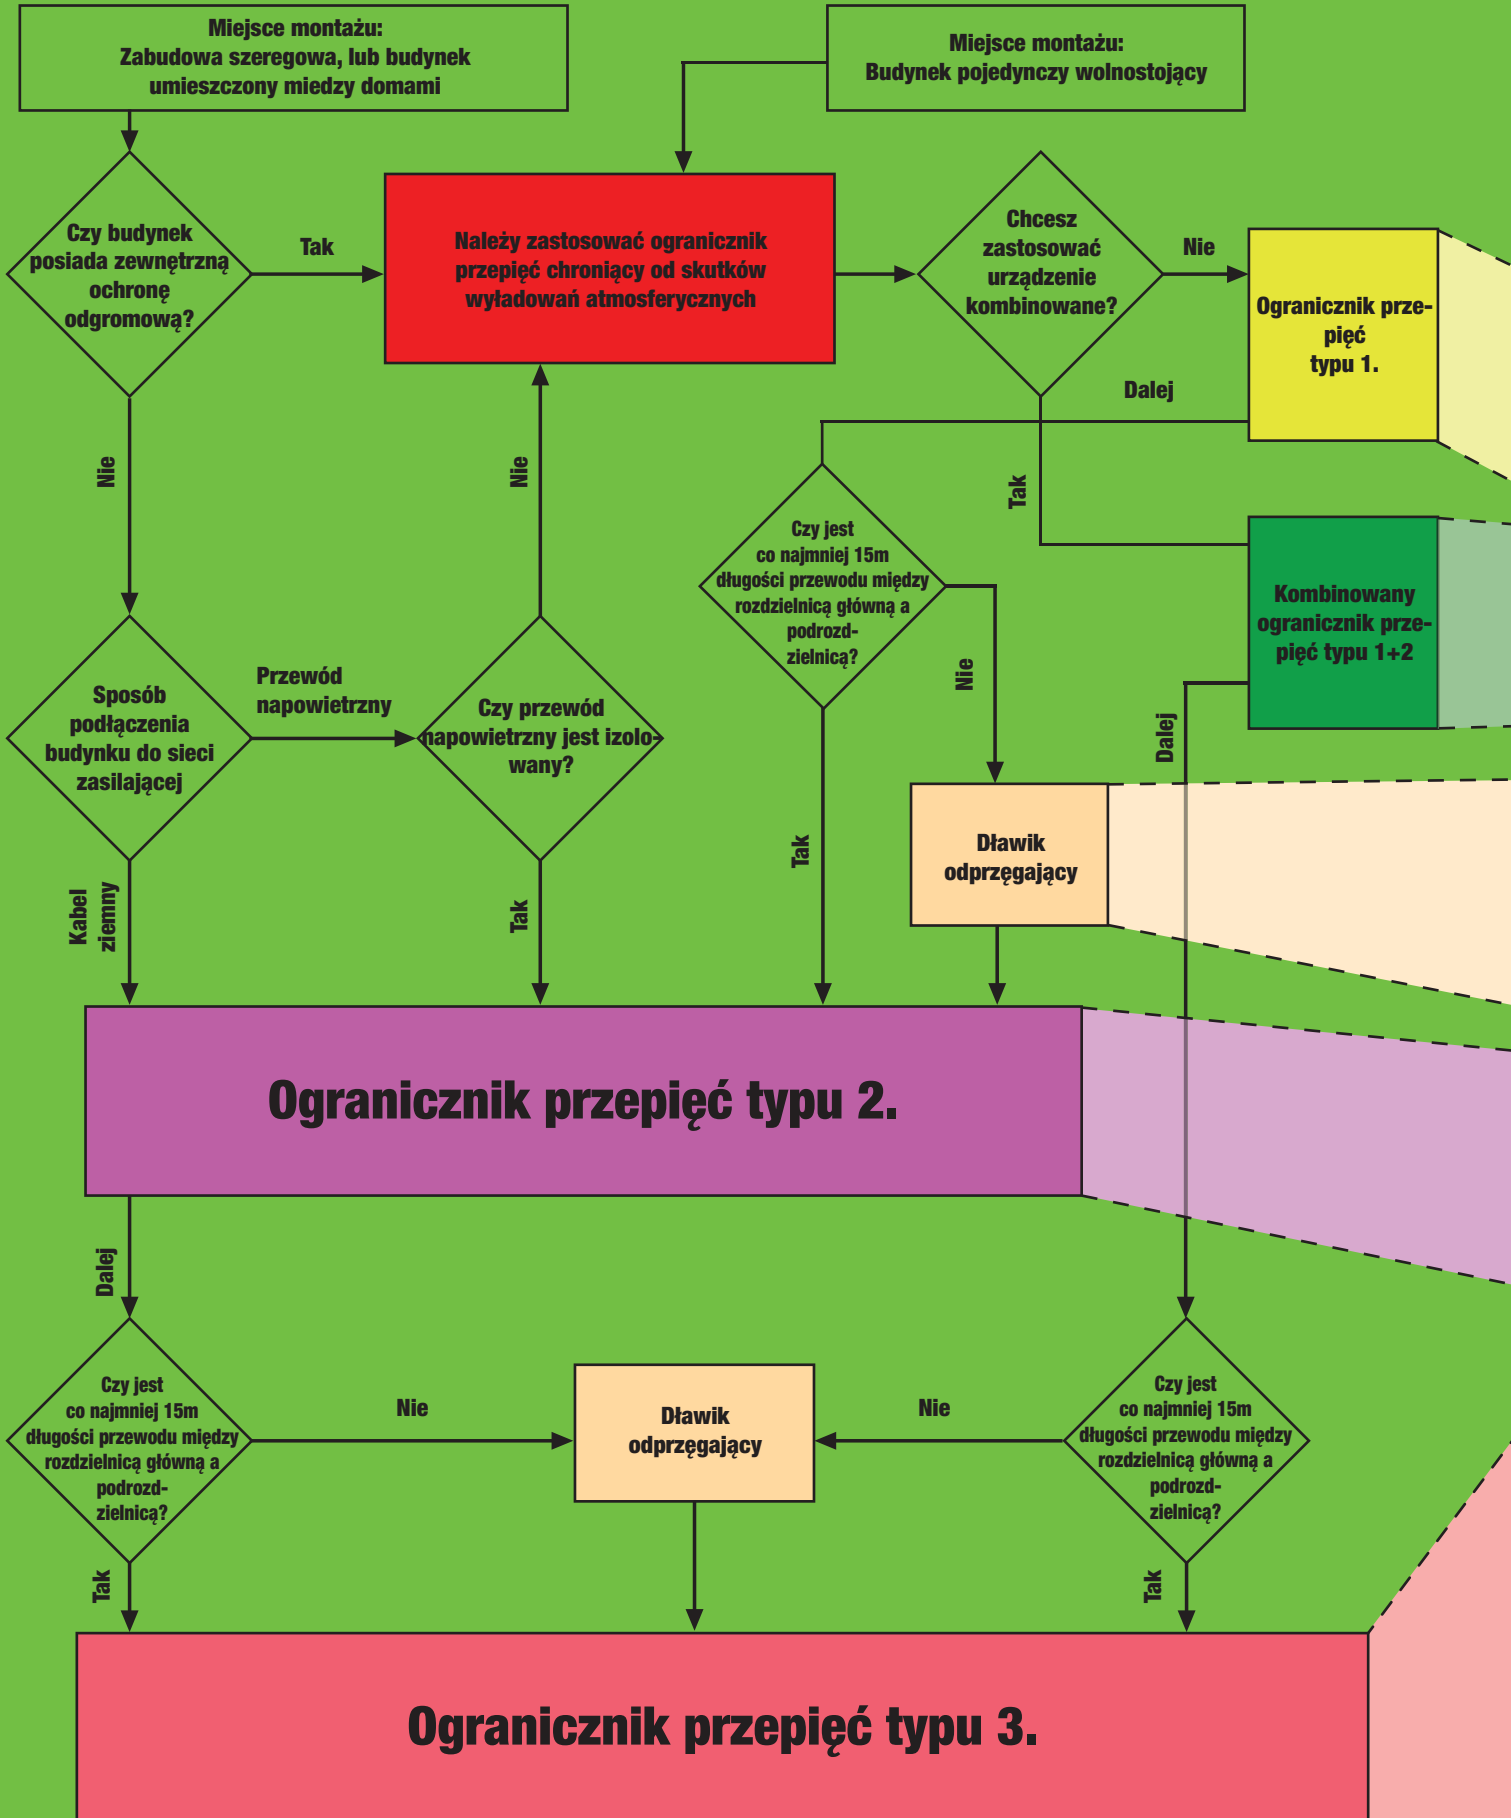 Miejsce montażu:
Zabudowa szeregowa, lub budynek
umieszczony miedzy domami
Miejsce montażu:
Budynek pojedynczy wolnostojący
Czy budynek
posiada zewnętrzną
ochronę
odgromową?
Tak
Należy zastosować ogranicznik
przepięć chroniący od skutków
wyładowań atmosferycznych
Chcesz
zastosować
urządzenie
kombinowane?
Nie
Ogranicznik prze-
pięć
typu 1.
Dalej
Nie
Nie
Tak
Czy jest
co najmniej 15m
długości przewodu między
rozdzielnicą główną a
podrozd-
zielnicą?
Kombinowany
ogranicznik prze-
pięć typu 1+2
Sposób
podłączenia
budynku do sieci
zasilającej
Przewód
napowietrzny
Czy przewód
napowietrzny jest izolo-
wany?
Nie
Dalej
Dławik
odprzęgający
Kabel
ziemny
Tak
Tak
Ogranicznik przepięć typu 2.
Dalej
Czy jest
co najmniej 15m
długości przewodu między
rozdzielnicą główną a
podrozd-
zielnicą?
Nie
Dławik
odprzęgający
Nie
Czy jest
co najmniej 15m
długości przewodu między
rozdzielnicą główną a
podrozd-
zielnicą?
Tak
Tak
Ogranicznik przepięć typu 3.